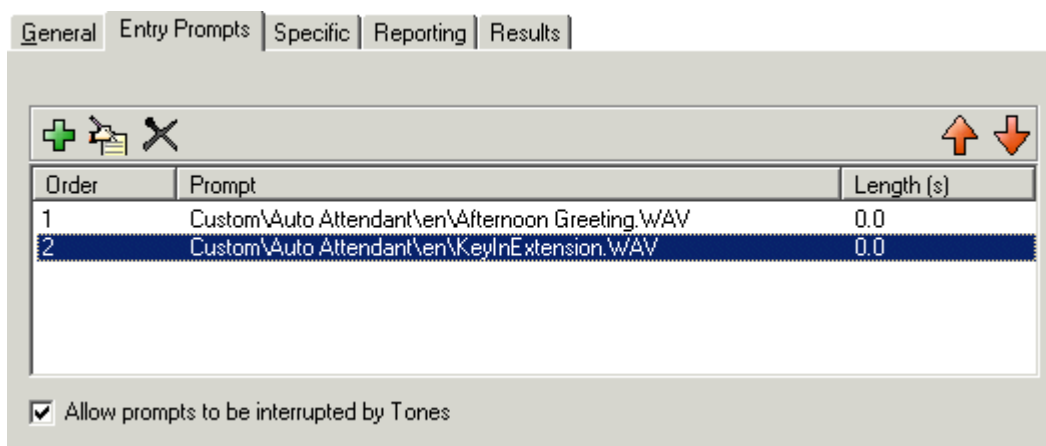 General Entry Prompts Specific Reporting Results
Order Prompt Length (s)
1 Custom\Auto Attendant\en\Afternoon Greeting.WAV 0.0
2 Custom\Auto Attendant\en\KeyInExtension.WAV 0.0
Allow prompts to be interrupted by Tones